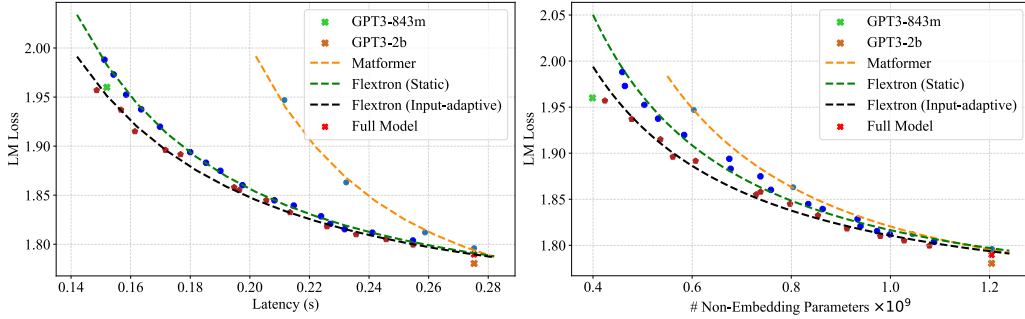 2.00
1.95
1.90
1.85
1.80
LM Loss
0.14
0.16
0.18
0.20
0.22
0.24
0.26
0.28
Latency (s)
GPT3-843m
GPT3-2b
Matformer
Flextron (Static)
Flextron (Input-adaptive)
Full Model
2.05
2.00
1.95
1.90
1.85
1.80
LM Loss
0.4
0.6
0.8
1.0
1.2
# Non-Embedding Parameters ×10⁹
GPT3-843m
GPT3-2b
Matformer
Flextron (Static)
Flextron (Input-adaptive)
Full Model